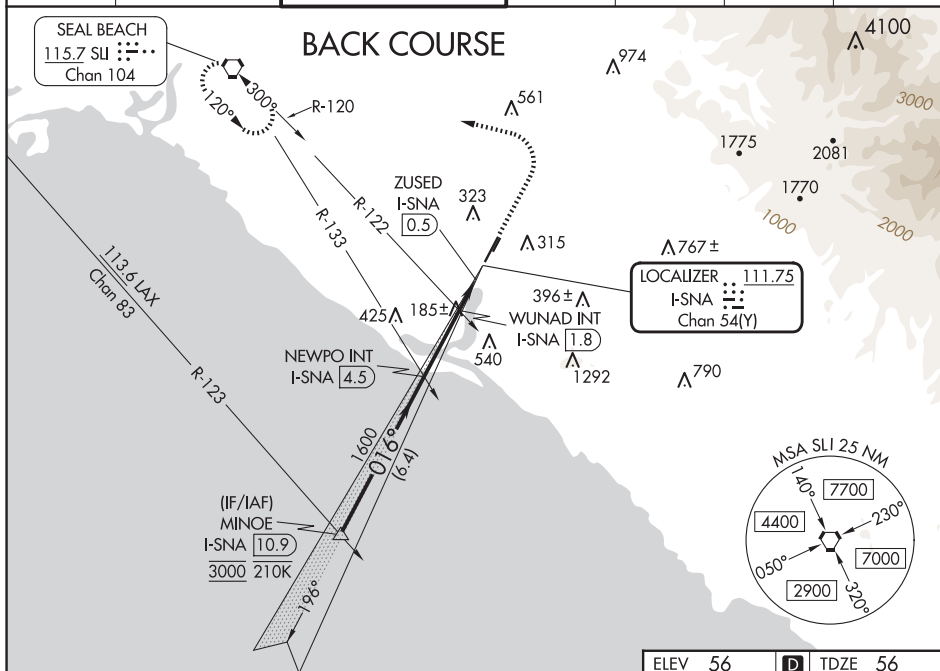 SEAL BEACH
115.7 SLI
Chan 104
BACK COURSE
4100
974
561
3000
300°
R-120
120°
1775
2081
1770
1000
2000
ZUSED
I-SNA
0.5
323
R-122
R-133
315
767 ±
113.6 LAX
Chan 83
LOCALIZER 111.75
I-SNA
Chan 54(Y)
425
185±
396 ±
WUNAD INT
I-SNA 1.8
540
1292
790
NEWPO INT
I-SNA 4.5
R-123
1600
016°
(6.4)
MSA SLI 25 NM
140°
7700
230°
4400
7000
050°
2900
320°
(IF/IAF)
MINOE
I-SNA 10.9
3000 210K
196°
ELEV 56
D
TDZE 56